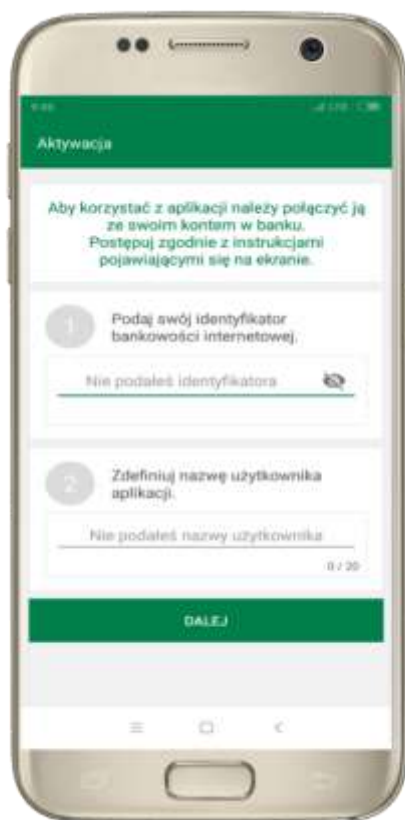 Aktywacja
Aby korzystać z aplikacji należy połączyć ją
ze swoim kontem w banku.
Postępuj zgodnie z instrukcjami
pojawiającymi się na ekranie.
1
Podaj swój identyfikator
bankowości internetowej.
Nie podałeś identyfikatora
2
Zdefiniuj nazwę użytkownika
aplikacji.
Nie podałeś nazwy użytkownika
0 / 20
DALEJ